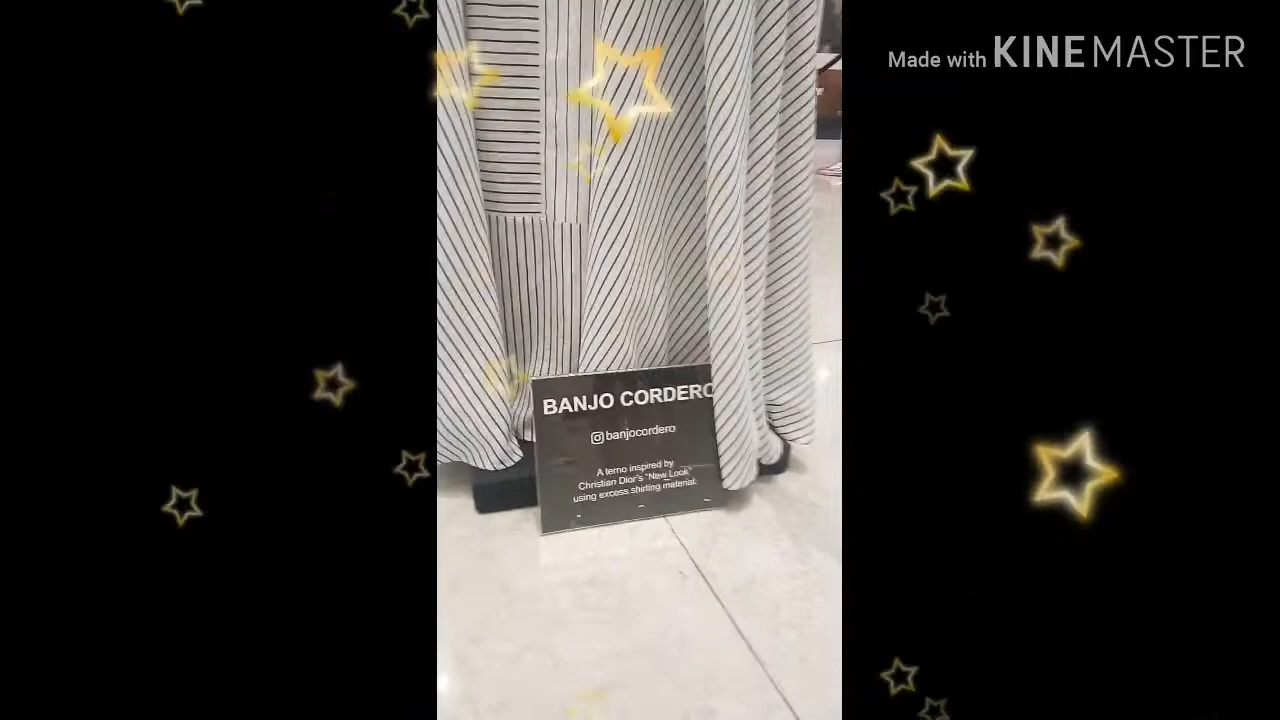 Made with KINEMASTER
BANJO CORDERO
banjocordero
A terno inspired by
Christian Dior's "New Look"
using excess shirting material.